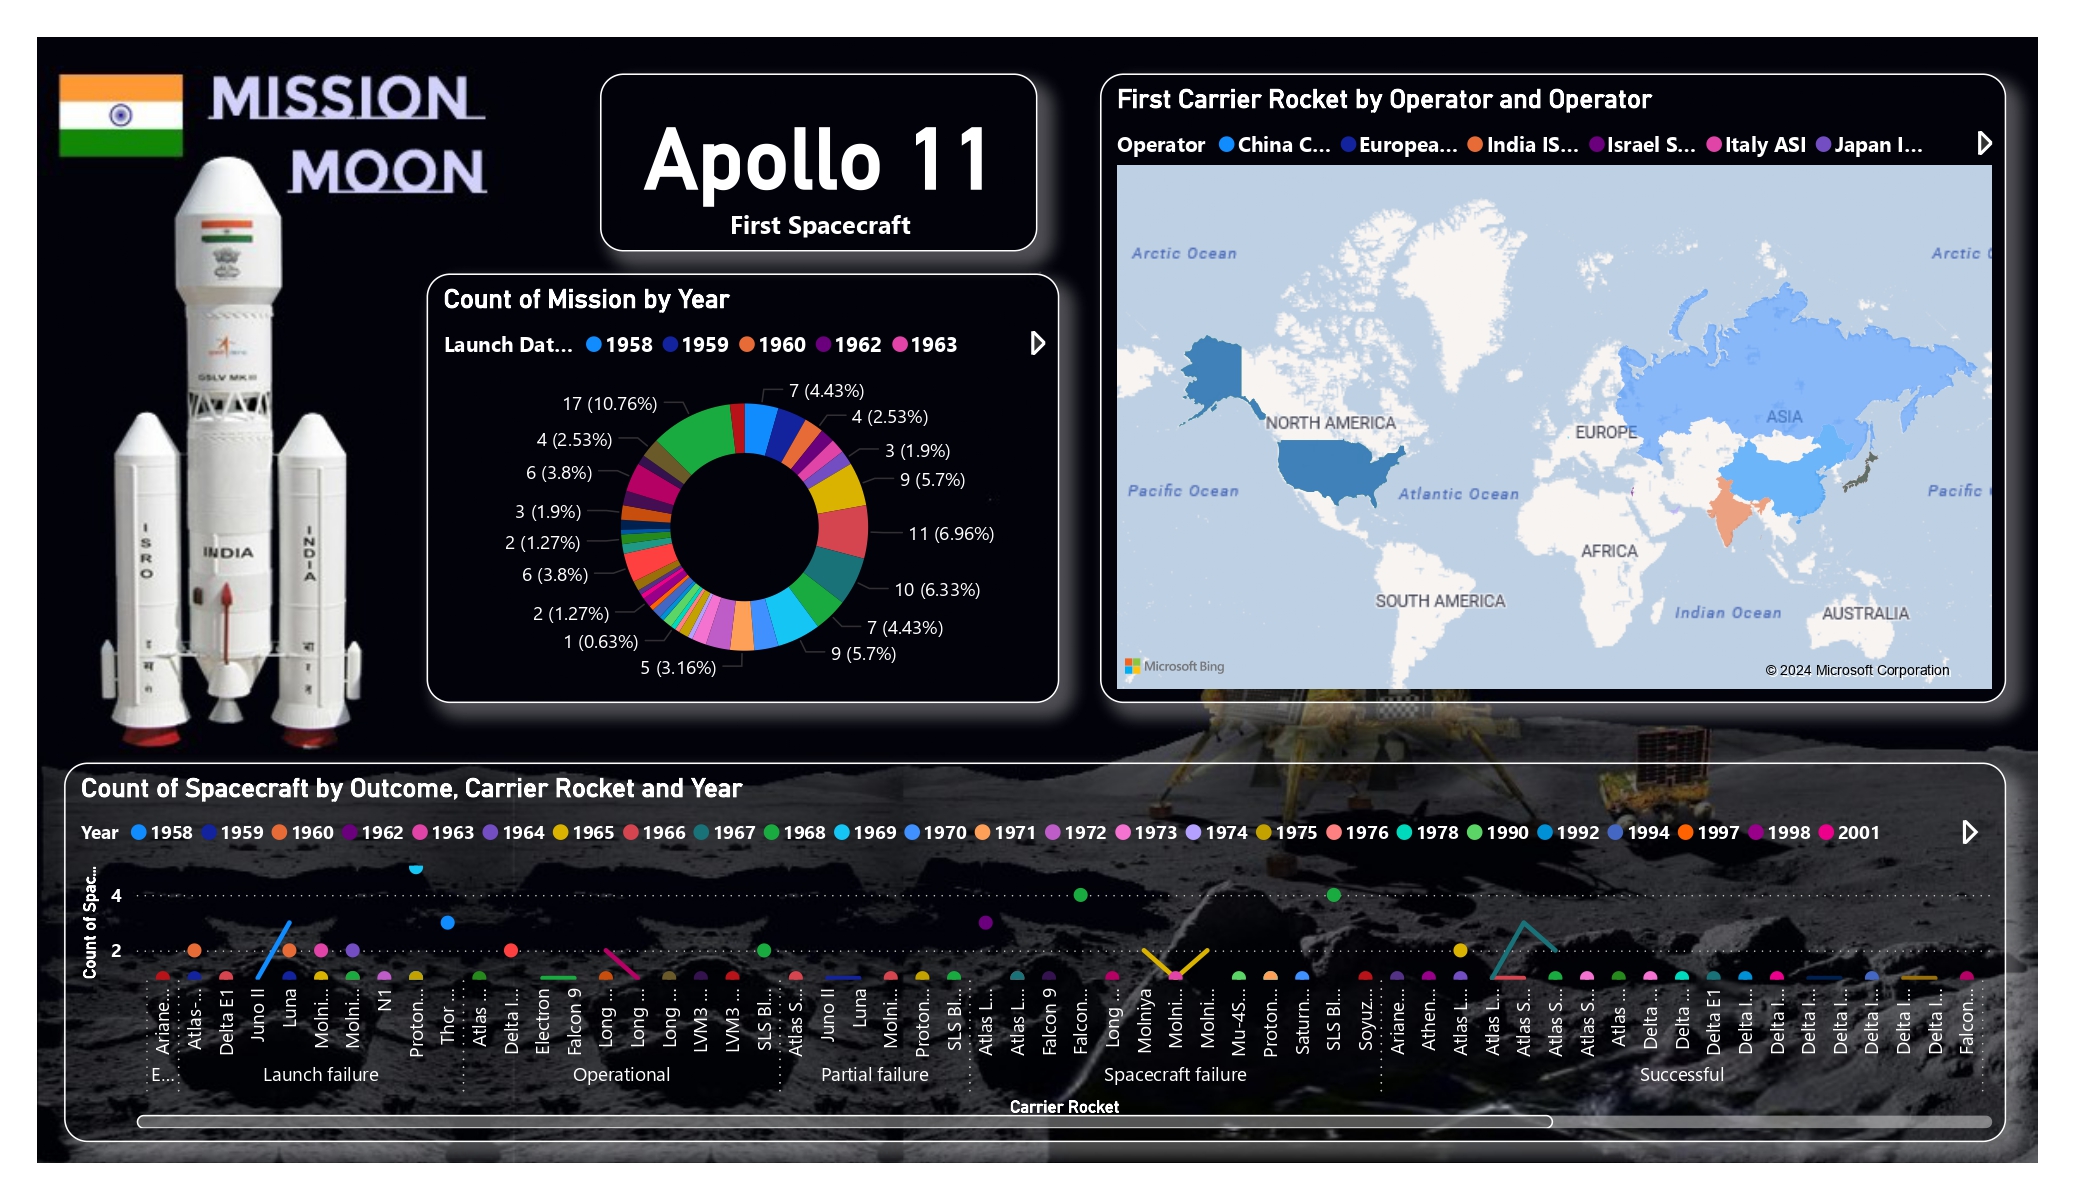 MISSION
MOON
GSLV MKIII
ISRO
INDIA
INDIA
Apollo 11
First Spacecraft
Count of Mission by Year
Launch Dat... 1958 1959 1960 1962 1963
7 (4.43%)
4 (2.53%)
3 (1.9%)
9 (5.7%)
11 (6.96%)
10 (6.33%)
7 (4.43%)
9 (5.7%)
5 (3.16%)
1 (0.63%)
2 (1.27%)
6 (3.8%)
2 (1.27%)
3 (1.9%)
6 (3.8%)
4 (2.53%)
17 (10.76%)
First Carrier Rocket by Operator and Operator
Operator China C... Europea... India IS... Israel S... Italy ASI Japan I...
Arctic Ocean
Arctic
NORTH AMERICA
EUROPE
ASIA
Pacific Ocean
Atlantic Ocean
Pacific
AFRICA
SOUTH AMERICA
Indian Ocean
AUSTRALIA
Microsoft Bing
© 2024 Microsoft Corporation
Count of Spacecraft by Outcome, Carrier Rocket and Year
Year 1958 1959 1960 1962 1963 1964 1965 1966 1967 1968 1969 1970 1971 1972 1973 1974 1975 1976 1978 1990 1992 1994 1997 1998 2001
Count of Spac...
4
2
Ariane...
Atlas-...
Delta E1
Juno II
Luna
Molni...
Molni...
N1
Proton...
Thor ...
Atlas ...
Delta I...
Electron
Falcon 9
Long ...
Long ...
Long ...
LVM3 ...
LVM3 ...
SLS Bl...
Atlas S...
Juno II
Luna
Molni...
Proton...
SLS Bl...
Atlas L...
Atlas L...
Falcon 9
Falcon...
Long ...
Molniya
Molni...
Molni...
Mu-4S...
Proton...
Saturn...
SLS Bl...
Soyuz...
Ariane...
Athen...
Atlas L...
Atlas L...
Atlas S...
Atlas S...
Atlas S...
Atlas ...
Delta ...
Delta ...
Delta E1
Delta I...
Delta I...
Delta I...
Delta I...
Delta I...
Delta I...
Delta I...
Falcon...
E...
Launch failure
Operational
Partial failure
Spacecraft failure
Successful
Carrier Rocket